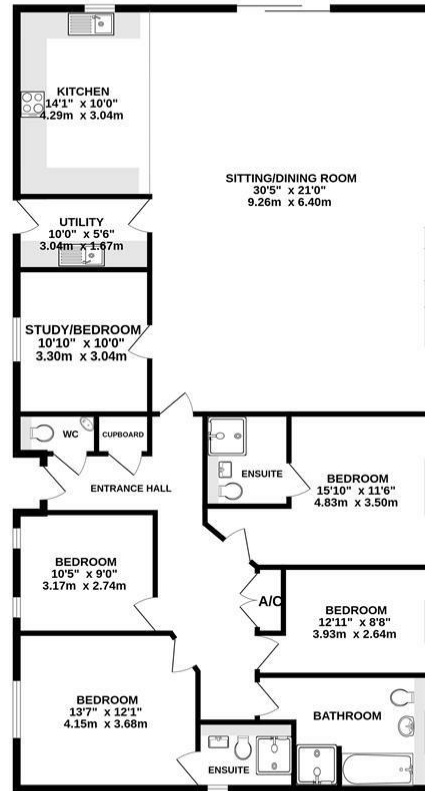 KITCHEN
14'1" x 10'0"
4.29m x 3.04m
SITTING/DINING ROOM
30'5" x 21'0"
9.26m x 6.40m
UTILITY
10'0" x 5'6"
3.04m x 1.67m
STUDY/BEDROOM
10'10" x 10'0"
3.30m x 3.04m
WC
CUPBOARD
ENSUITE
ENTRANCE HALL
BEDROOM
15'10" x 11'6"
4.83m x 3.50m
BEDROOM
10'5" x 9'0"
3.17m x 2.74m
A/C
BEDROOM
12'11" x 8'8"
3.93m x 2.64m
BEDROOM
13'7" x 12'1"
4.15m x 3.68m
BATHROOM
ENSUITE